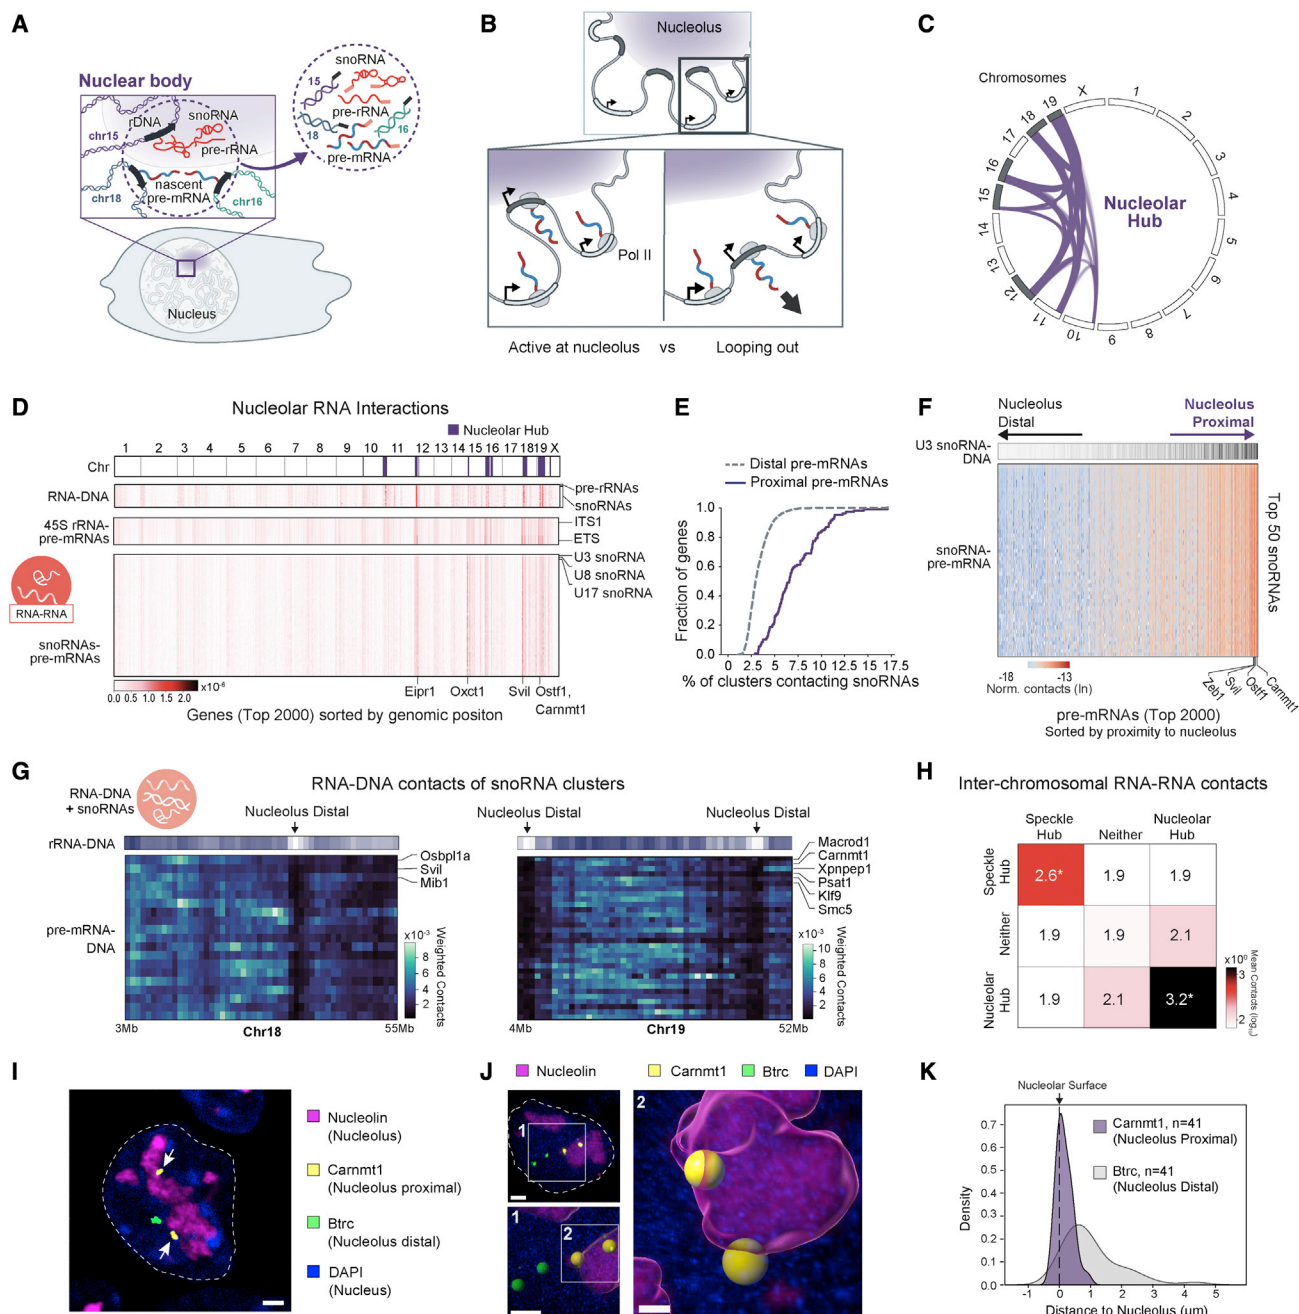 A
Nuclear body
rDNA
snoRNA
chr15
pre-rRNA
nascent
pre-mRNA
chr18
chr16
Nucleus
snoRNA
15
pre-rRNA
18
16
pre-mRNA
B
Nucleolus
Pol II
Active at nucleolus vs Looping out
C
Chromosomes
X
1
2
3
4
5
6
7
8
9
10
11
12
13
14
15
16
17
18
19
Nucleolar
Hub
D
Nucleolar RNA Interactions
Nucleolar Hub
1 2 3 4 5 6 7 8 9 10 11 12 13 14 15 16 17 18 19 X
Chr
RNA-DNA
pre-rRNAs
snoRNAs
45S rRNA-
pre-mRNAs
ITS1
ETS
U3 snoRNA
U8 snoRNA
U17 snoRNA
RNA-RNA
snoRNAs-
pre-mRNAs
0.0 0.5 1.0 1.5 2.0 x10⁻⁶
Eipr1
Oxct1
Svil
Ostf1,
Carnmt1
Genes (Top 2000) sorted by genomic positon
E
Distal pre-mRNAs
Proximal pre-mRNAs
Fraction of genes
1.0
0.8
0.6
0.4
0.2
0.0
0 2.5 5 7.5 10 12.5 15 17.5
% of clusters contacting snoRNAs
F
Nucleolus
Distal
Nucleolus
Proximal
U3 snoRNA-
DNA
snoRNA-
pre-mRNA
Top 50 snoRNAs
-18 -13
Norm. contacts (ln)
Zeb1
Svil
Ostf1
Carnmt1
pre-mRNAs (Top 2000)
Sorted by proximity to nucleolus
G
RNA-DNA
+ snoRNAs
RNA-DNA contacts of snoRNA clusters
Nucleolus Distal
rRNA-DNA
Osbpl1a
Svil
Mib1
pre-mRNA-
DNA
x10⁻³
8
6
4
2
Weighted Contacts
3Mb
Chr18
55Mb
Nucleolus Distal
Nucleolus Distal
Macrod1
Carnmt1
Xpnpep1
Psat1
Klf9
Smc5
x10⁻³
10
8
6
4
2
Weighted Contacts
4Mb
Chr19
52Mb
H
Inter-chromosomal RNA-RNA contacts
Speckle
Hub
Neither
Nucleolar
Hub
Speckle
Hub
2.6* 1.9 1.9
Neither
1.9 1.9 2.1
Nucleolar
Hub
1.9 2.1 3.2*
x10⁰
3
2
Mean Contacts (log₁₀)
I
Nucleolin
(Nucleolus)
Carnmt1
(Nucleolus proximal)
Btrc
(Nucleolus distal)
DAPI
(Nucleus)
J
Nucleolin
Carnmt1
Btrc
DAPI
1
1
2
2
K
Nucleolar Surface
Carnmt1, n=41
(Nucleolus Proximal)
Btrc, n=41
(Nucleolus Distal)
Density
0.7
0.6
0.5
0.4
0.3
0.2
0.1
0.0
-1 0 1 2 3 4 5
Distance to Nucleolus (μm)